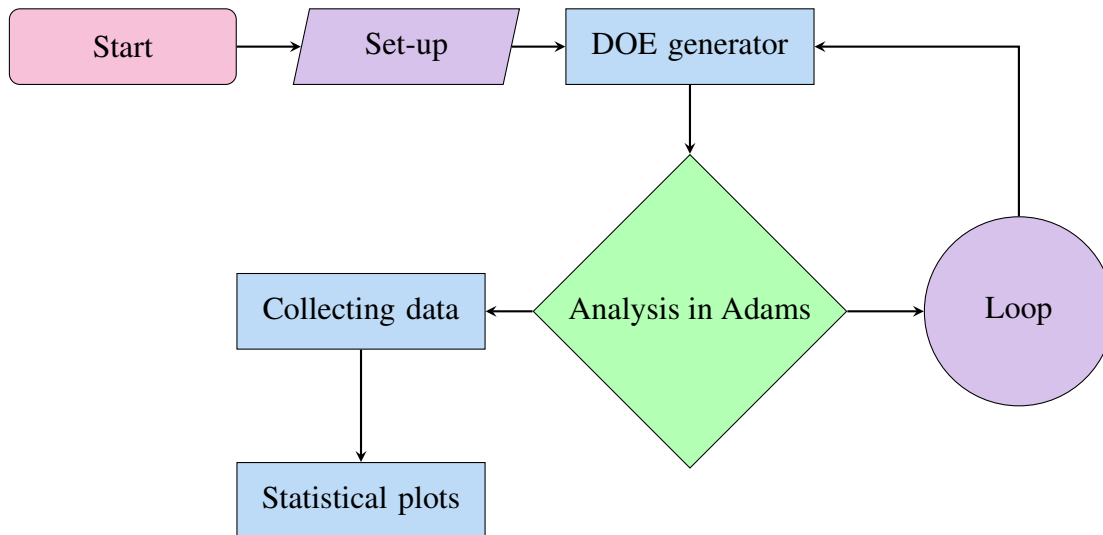 Start
Set-up
DOE generator
Collecting data
Analysis in Adams
Loop
Statistical plots